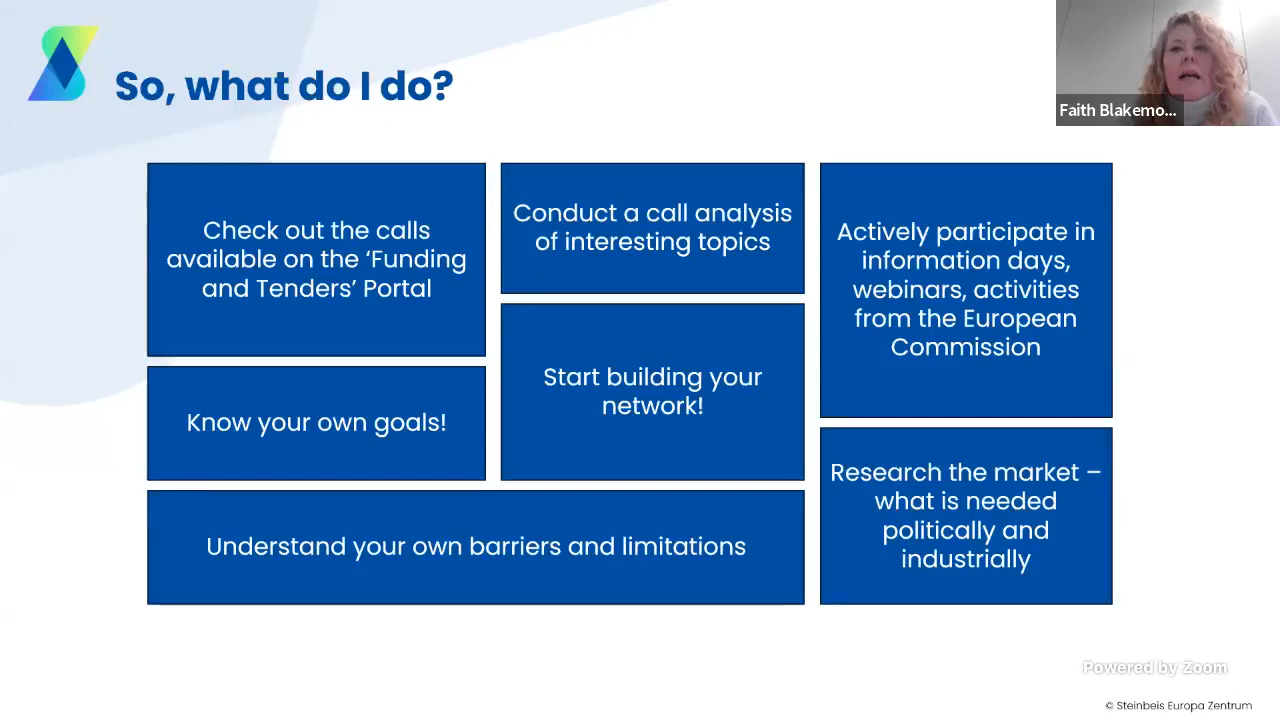 So, what do I do?
Faith Blakemo...
Check out the calls
available on the ‘Funding
and Tenders’ Portal
Conduct a call analysis
of interesting topics
Actively participate in
information days,
webinars, activities
from the European
Commission
Know your own goals!
Start building your
network!
Research the market –
what is needed
politically and
industrially
Understand your own barriers and limitations
Powered by Zoom
© Steinbeis Europa Zentrum